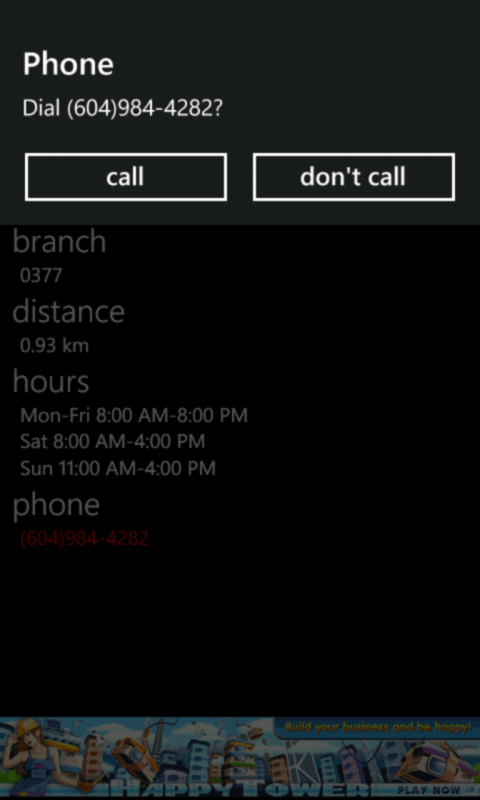 Phone
Dial (604)984-4282?
call
don't call
branch
0377
distance
0.93 km
hours
Mon-Fri 8:00 AM-8:00 PM
Sat 8:00 AM-4:00 PM
Sun 11:00 AM-4:00 PM
phone
(604)984-4282
Build your business and be happy!
HAPPYTOWER
PLAY NOW